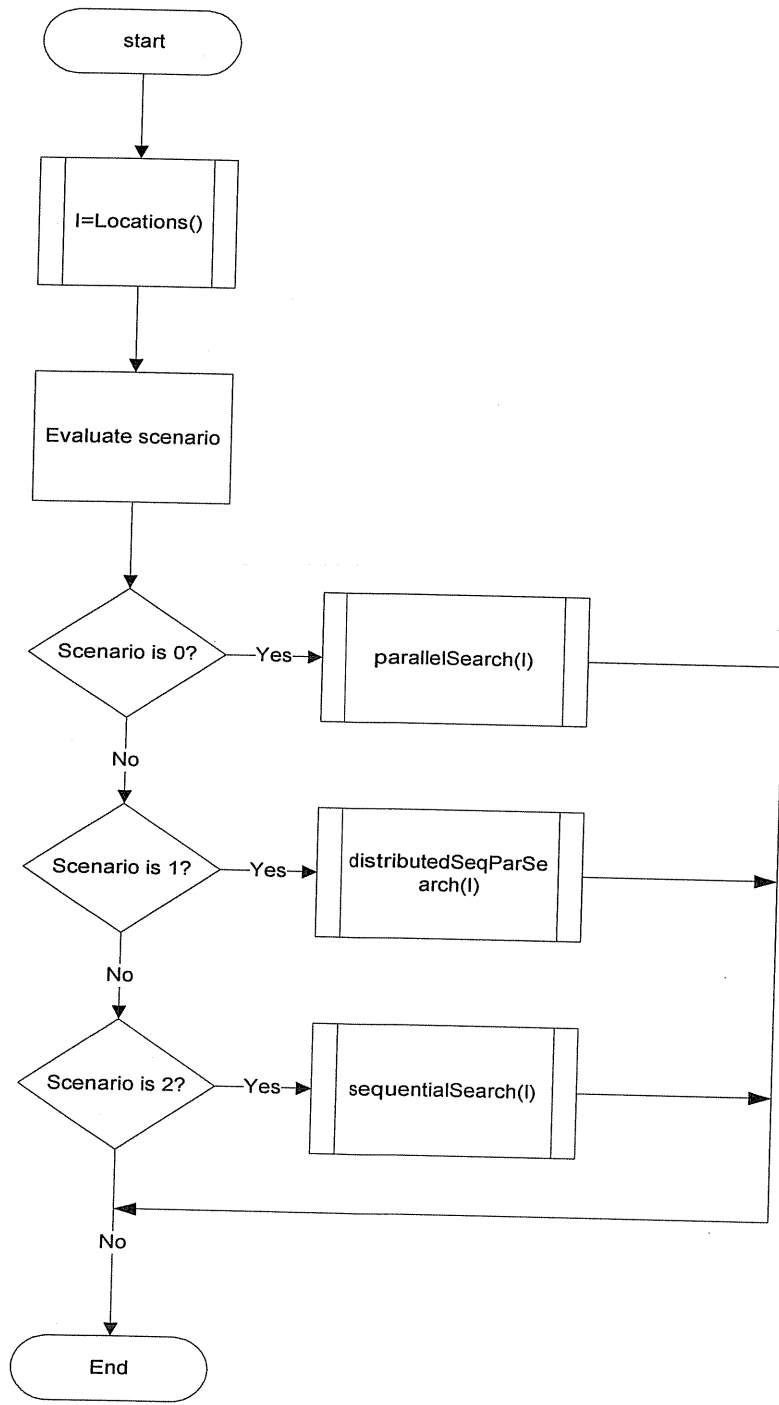 start
l=Locations()
Evaluate scenario
Scenario is 0?
Yes
parallelSearch(l)
No
Scenario is 1?
Yes
distributedSeqParSe
arch(l)
No
Scenario is 2?
Yes
sequentialSearch(l)
No
End